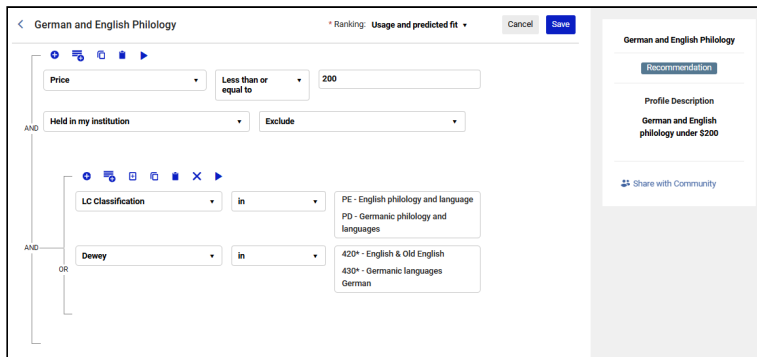 German and English Philology
* Ranking: Usage and predicted fit
Cancel
Save
Price
Less than or
equal to
200
AND
Held in my institution
Exclude
LC Classification
in
PE - English philology and language
PD - Germanic philology and
languages
AND
OR
Dewey
in
420* - English & Old English
430* - Germanic languages
German
German and English Philology
Recommendation
Profile Description
German and English
philology under $200
Share with Community